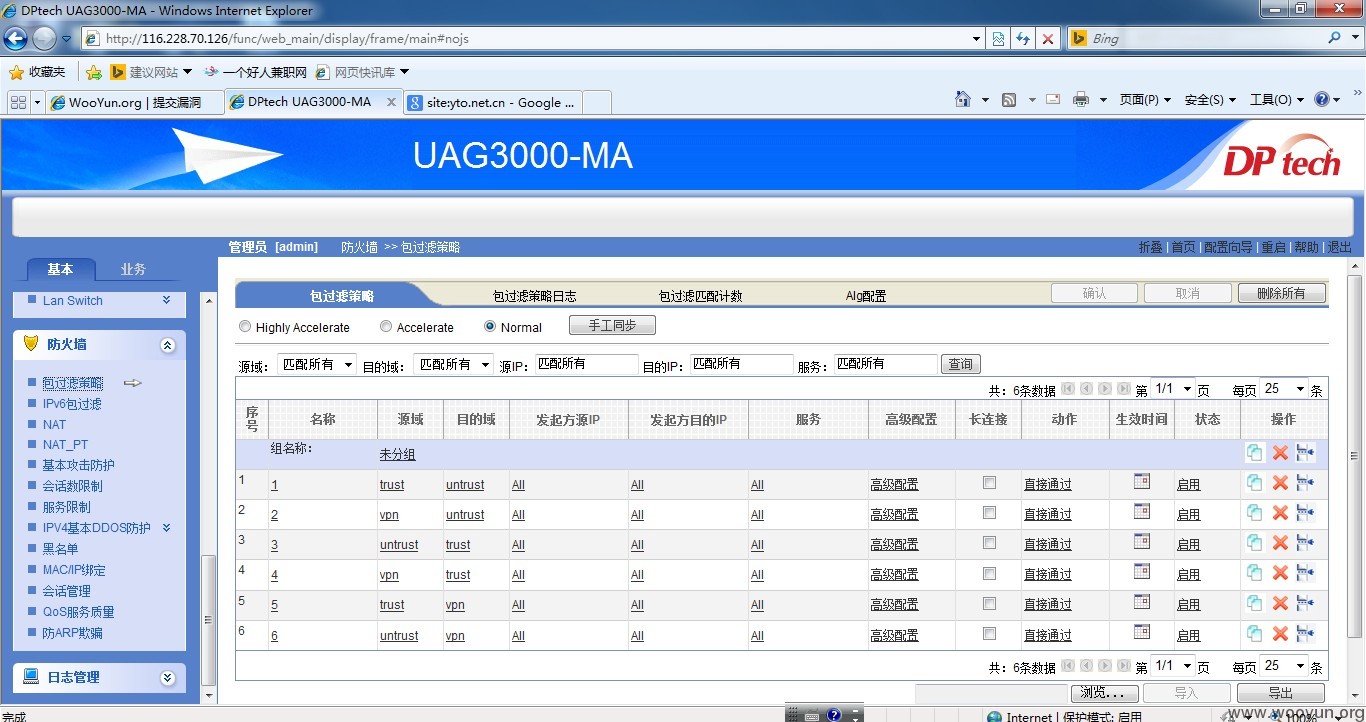 DPtech UAG3000-MA - Windows Internet Explorer
http://116.228.70.126/func/web_main/display/frame/main#nojs
Bing
收藏夹 建议网站 一个好人兼职网 网页快讯库
WooYun.org | 提交漏洞 DPtech UAG3000-MA site:yto.net.cn - Google ... 页面(P) 安全(S) 工具(O)
UAG3000-MA
DPtech
管理员 [admin] 防火墙 >> 包过滤策略 折叠 | 首页 | 配置向导 | 重启 | 帮助 | 退出
基本 业务
Lan Switch
防火墙
包过滤策略
IPv6包过滤
NAT
NAT_PT
基本攻击防护
会话数限制
服务限制
IPV4基本DDOS防护
黑名单
MAC/IP绑定
会话管理
QoS服务质量
防ARP欺骗
日志管理
包过滤策略 包过滤策略日志 包过滤匹配计数 Alg配置 确认 取消 删除所有
Highly Accelerate Accelerate Normal 手工同步
源域: 匹配所有 目的域: 匹配所有 源IP: 匹配所有 目的IP: 匹配所有 服务: 匹配所有 查询
共: 6条数据 第 1/1 页 每页 25 条
序号 名称 源域 目的域 发起方源IP 发起方目的IP 服务 高级配置 长连接 动作 生效时间 状态 操作
组名称: 未分组
1 1 trust untrust All All All 高级配置 直接通过 启用
2 2 vpn untrust All All All 高级配置 直接通过 启用
3 3 untrust trust All All All 高级配置 直接通过 启用
4 4 vpn trust All All All 高级配置 直接通过 启用
5 5 trust vpn All All All 高级配置 直接通过 启用
6 6 untrust vpn All All All 高级配置 直接通过 启用
共: 6条数据 第 1/1 页 每页 25 条
浏览... 导入 导出
完成 Internet | 保护模式: 启用
www.wooyun.org